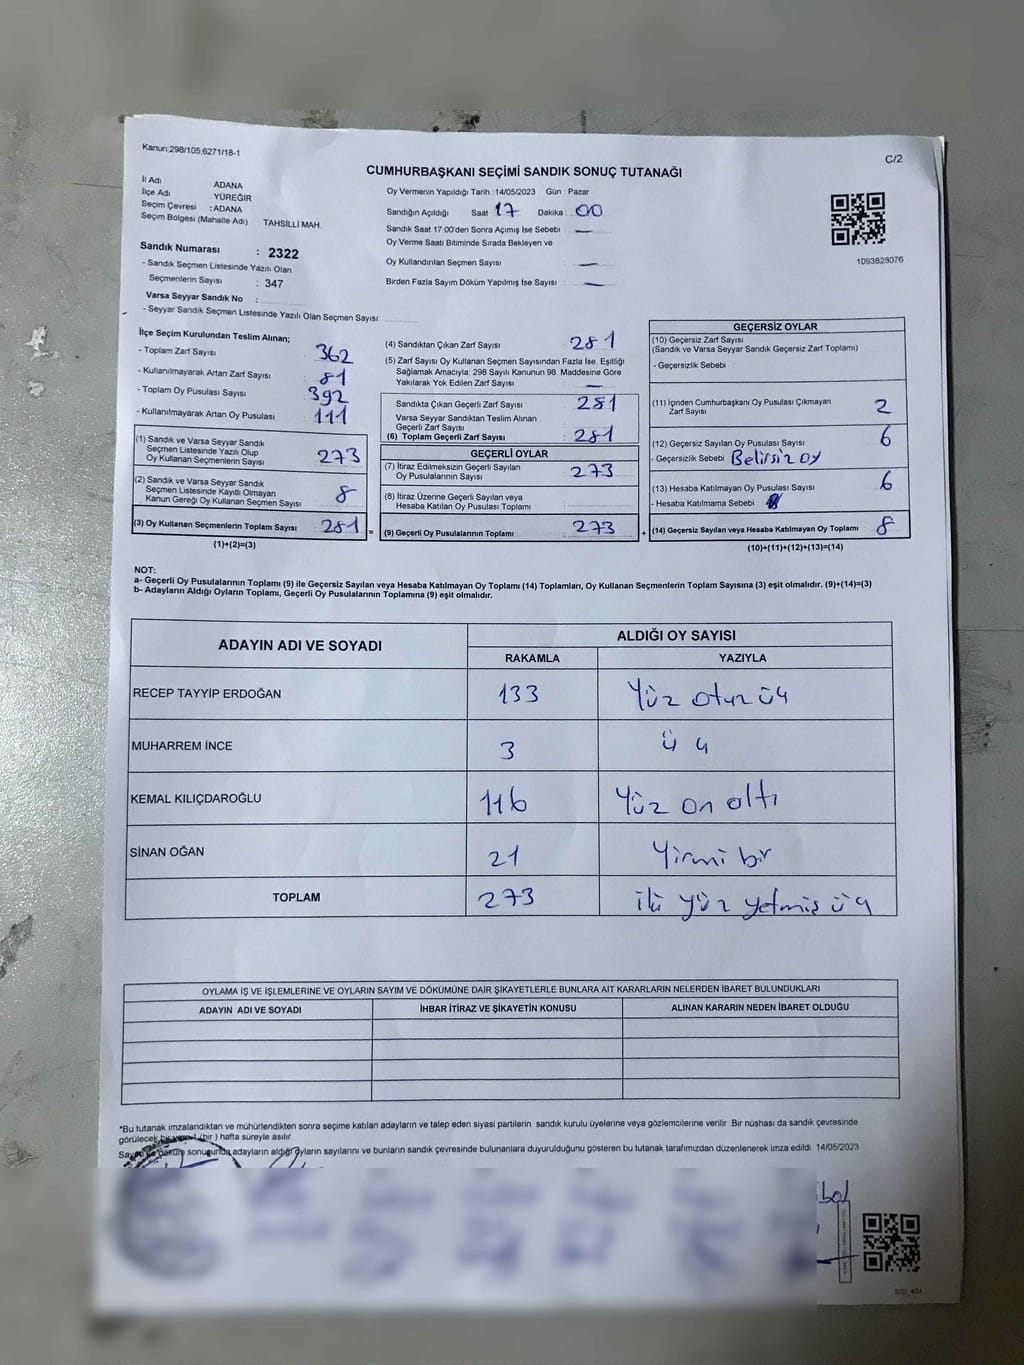 Kanun:298/105,6271/18-1
C/2
CUMHURBAŞKANI SEÇİMİ SANDIK SONUÇ TUTANAĞI
İl Adı ADANA
İlçe Adı YÜREĞİR
Seçim Çevresi : ADANA
Seçim Bölgesi (Mahalle Adı) : TAHSİLLİ MAH.
Sandık Numarası : 2322
- Sandık Seçmen Listesinde Yazılı Olan
Seçmenlerin Sayısı : 347
Varsa Seyyar Sandık No :
- Seyyar Sandık Seçmen Listesinde Yazılı Olan Seçmen Sayısı:
Oy Vermenin Yapıldığı Tarih :14/05/2023 Gün : Pazar
Sandığın Açıldığı Saat 17 Dakika : 00
Sandık Saat 17:00'den Sonra Açımış İse Sebebi : —
Oy Verme Saati Bitiminde Sırada Bekleyen ve
Oy Kullandırılan Seçmen Sayısı : —
Birden Fazla Sayım Döküm Yapılmış İse Sayısı : —
1093828076
İlçe Seçim Kurulundan Teslim Alınan;
- Toplam Zarf Sayısı 362
- Kullanılmayarak Artan Zarf Sayısı : 81
- Toplam Oy Pusulası Sayısı 392
- Kullanılmayarak Artan Oy Pusulası 111
(1) Sandık ve Varsa Seyyar Sandık
Seçmen Listesinde Yazılı Olup
Oy Kullanan Seçmenlerin Sayısı 273
(2) Sandık ve Varsa Seyyar Sandık
Seçmen Listesinde Kayıtlı Olmayan
Kanun Gereği Oy Kullanan Seçmen Sayısı 8
(3) Oy Kullanan Seçmenlerin Toplam Sayısı 281 =
(1)+(2)=(3)
(4) Sandıktan Çıkan Zarf Sayısı 281
(5) Zarf Sayısı Oy Kullanan Seçmen Sayısından Fazla İse, Eşitliği
Sağlamak Amacıyla; 298 Sayılı Kanunun 98. Maddesine Göre
Yakılarak Yok Edilen Zarf Sayısı —
Sandıkta Çıkan Geçerli Zarf Sayısı 281
Varsa Seyyar Sandıktan Teslim Alınan
Geçerli Zarf Sayısı
(6) Toplam Geçerli Zarf Sayısı 281
GEÇERLİ OYLAR
(7) İtiraz Edilmeksizin Geçerli Sayılan
Oy Pusulasının Sayısı 273
(8) İtiraz Üzerine Geçerli Sayılan veya
Hesaba Katılan Oy Pusulası Toplamı
(9) Geçerli Oy Pusulalarının Toplamı 273 +
GEÇERSİZ OYLAR
(10) Geçersiz Zarf Sayısı
(Sandık ve Varsa Seyyar Sandık Geçersiz Zarf Toplamı)
- Geçersizlik Sebebi
(11) İçinden Cumhurbaşkanı Oy Pusulası Çıkmayan
Zarf Sayısı 2
(12) Geçersiz Sayılan Oy Pusulası Sayısı 6
- Geçersizlik Sebebi Belirsiz oy
(13) Hesaba Katılmayan Oy Pusulası Sayısı 6
- Hesaba Katılmama Sebebi
(14) Geçersiz Sayılan veya Hesaba Katılmayan Oy Toplamı 8
(10)+(11)+(12)+(13)=(14)
NOT:
a- Geçerli Oy Pusulalarının Toplamı (9) ile Geçersiz Sayılan veya Hesaba Katılmayan Oy Toplamı (14) Toplamları, Oy Kullanan Seçmenlerin Toplam Sayısına (3) eşit olmalıdır. (9)+(14)=(3)
b- Adayların Aldığı Oyların Toplamı, Geçerli Oy Pusulalarının Toplamına (9) eşit olmalıdır.
ADAYIN ADI VE SOYADI ALDIĞI OY SAYISI
RAKAMLA YAZIYLA
RECEP TAYYİP ERDOĞAN 133 Yüz otuz üç
MUHARREM İNCE 3 üç
KEMAL KILIÇDAROĞLU 116 Yüz on altı
SİNAN OĞAN 21 Yirmi bir
TOPLAM 273 iki yüz yetmiş üç
OYLAMA İŞ VE İŞLEMLERİNE VE OYLARIN SAYIM VE DÖKÜMÜNE DAİR ŞİKAYETLERLE BUNLARA AİT KARARLARIN NELERDEN İBARET BULUNDUKLARI
ADAYIN ADI VE SOYADI İHBAR İTİRAZ VE ŞİKAYETİN KONUSU ALINAN KARARIN NEDEN İBARET OLDUĞU
*Bu tutanak imzalandıktan ve mühürlendikten sonra seçime katılan adayların ve talep eden siyasi partilerin sandık kurulu üyelerine veya gözlemcilerine verilir. Bir nüshası da sandık çevresinde
görülecek bir 1 (bir) hafta süreyle asılır.
sonucunda adayların aldığı oyların sayılarını ve bunların sandık çevresinde bulunanlara duyurulduğunu gösteren bu tutanak tarafımızdan düzenlenerek imza edildi. 14/05/2023